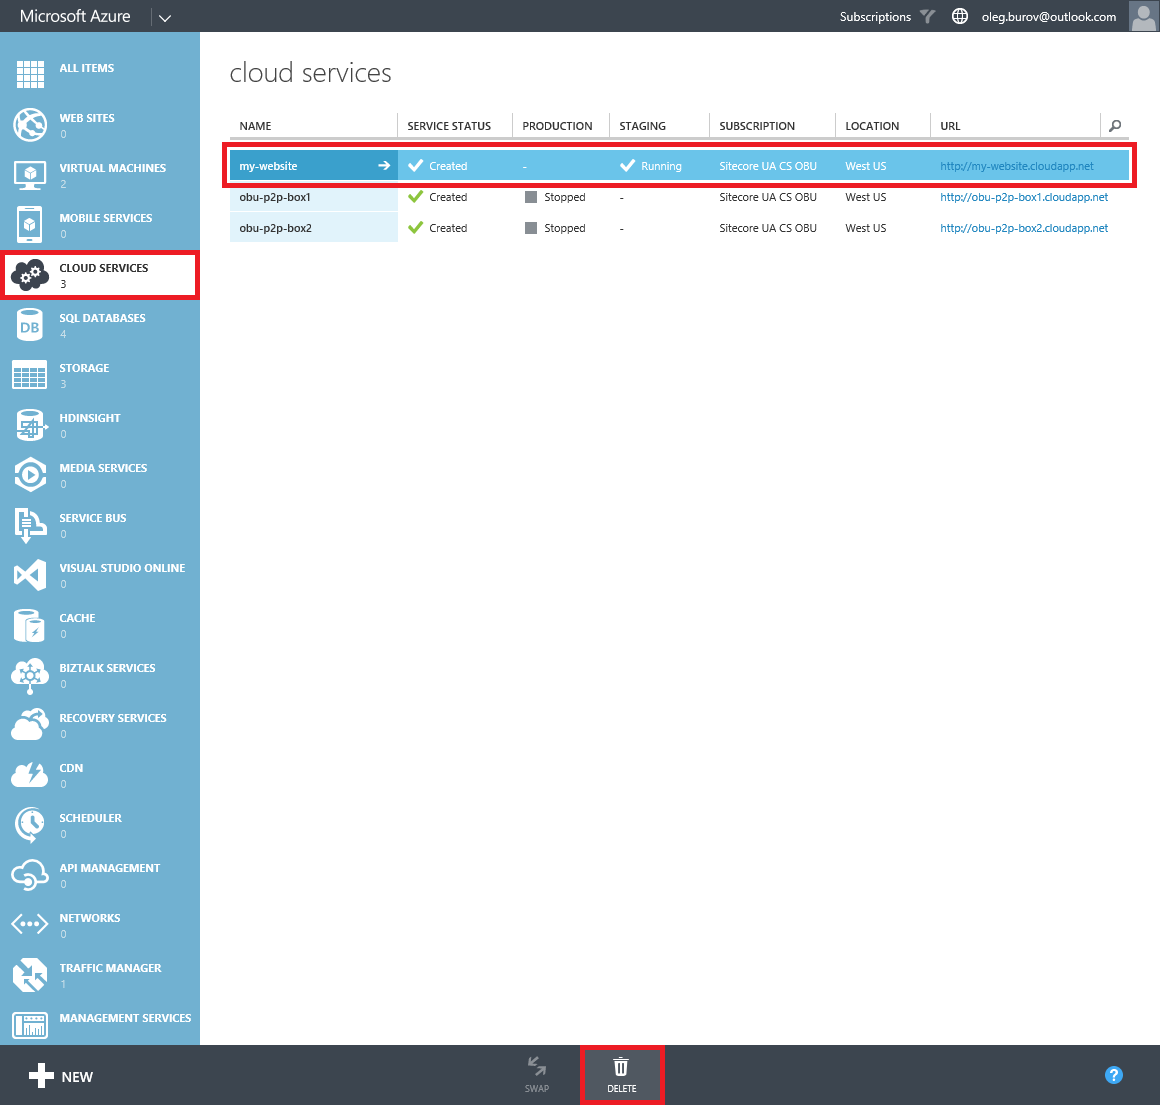 Microsoft Azure
Subscriptions oleg.burov@outlook.com
ALL ITEMS
WEB SITES
0
VIRTUAL MACHINES
2
MOBILE SERVICES
0
CLOUD SERVICES
3
SQL DATABASES
4
DB
STORAGE
3
HDINSIGHT
0
MEDIA SERVICES
0
SERVICE BUS
0
VISUAL STUDIO ONLINE
0
CACHE
0
BIZTALK SERVICES
0
RECOVERY SERVICES
0
CDN
0
SCHEDULER
0
API MANAGEMENT
0
NETWORKS
0
TRAFFIC MANAGER
1
MANAGEMENT SERVICES
cloud services
NAME SERVICE STATUS PRODUCTION STAGING SUBSCRIPTION LOCATION URL
my-website Created - Running Sitecore UA CS OBU West US http://my-website.cloudapp.net
obu-p2p-box1 Created Stopped - Sitecore UA CS OBU West US http://obu-p2p-box1.cloudapp.net
obu-p2p-box2 Created Stopped - Sitecore UA CS OBU West US http://obu-p2p-box2.cloudapp.net
NEW SWAP DELETE ?